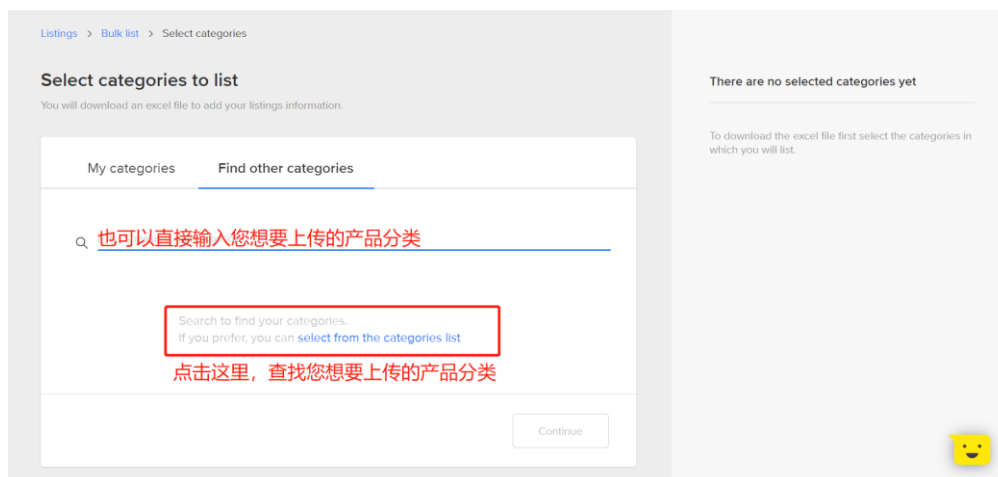 Listings > Bulk list > Select categories
Select categories to list
You will download an excel file to add your listings information.
My categories
Find other categories
也可以直接输入您想要上传的产品分类
Search to find your categories.
If you prefer, you can select from the categories list
点击这里，查找您想要上传的产品分类
Continue
There are no selected categories yet
To download the excel file first select the categories in
which you will list.